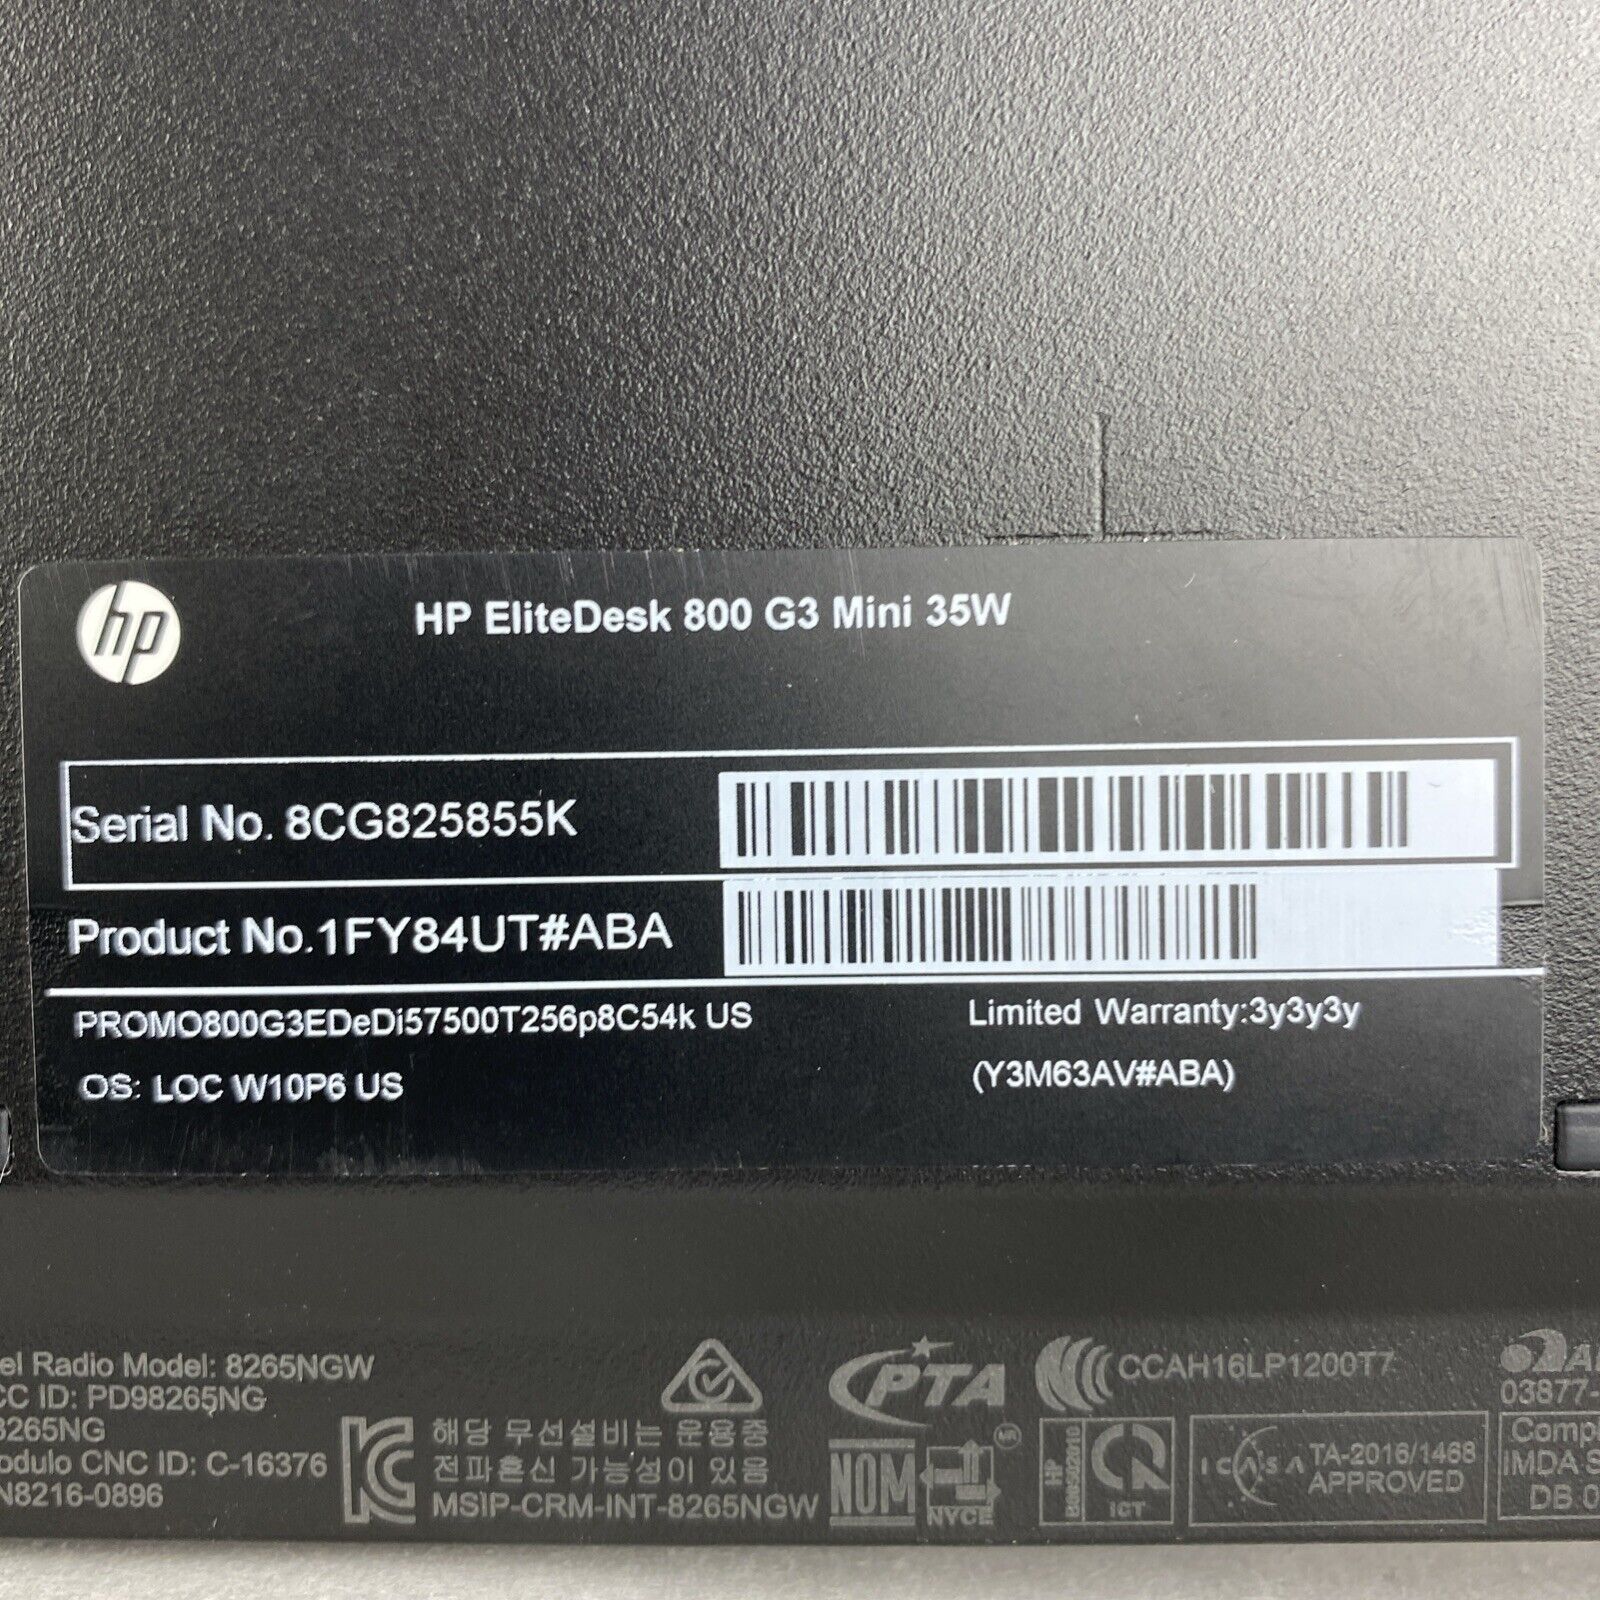 hp
HP EliteDesk 800 G3 Mini 35W
Serial No. 8CG825855K
Product No.1FY84UT#ABA
PROMO800G3EDeDi57500T256p8C54k US
Limited Warranty:3y3y3y
OS: LOC W10P6 US
(Y3M63AV#ABA)
el Radio Model: 8265NGW
CC ID: PD98265NG
8265NG
odulo CNC ID: C-16376
N8216-0896
해당 무선설비는 운용중
전파혼신 가능성이 있음
MSIP-CRM-INT-8265NGW
PTA
NOM
NYCE
CCAH16LP1200T7
HP
ICT
ICASA
TA-2016/1468
APPROVED
03877-
Comp
IMDA S
DB 0